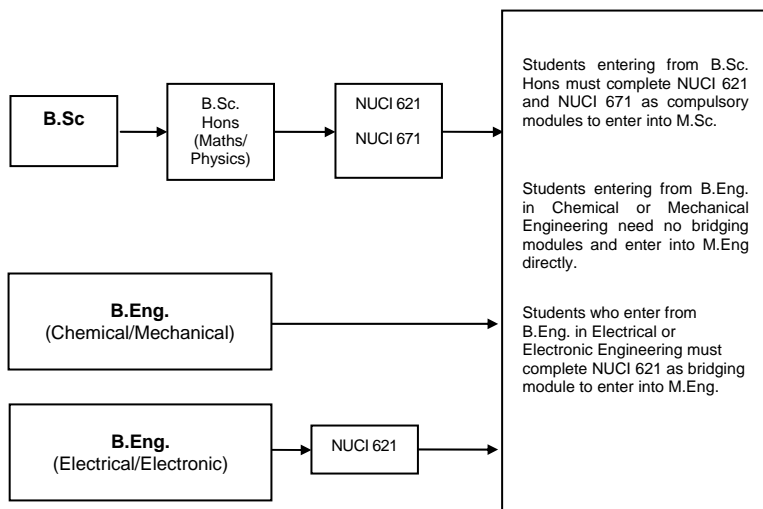 B.Sc
B.Sc.
Hons
(Maths/
Physics)
NUCI 621
NUCI 671
Students entering from B.Sc.
Hons must complete NUCI 621
and NUCI 671 as compulsory
modules to enter into M.Sc.
Students entering from B.Eng.
in Chemical or Mechanical
Engineering need no bridging
modules and enter into M.Eng
directly.
Students who enter from
B.Eng. in Electrical or
Electronic Engineering must
complete NUCI 621 as bridging
module to enter into M.Eng.
B.Eng.
(Chemical/Mechanical)
B.Eng.
(Electrical/Electronic)
NUCI 621